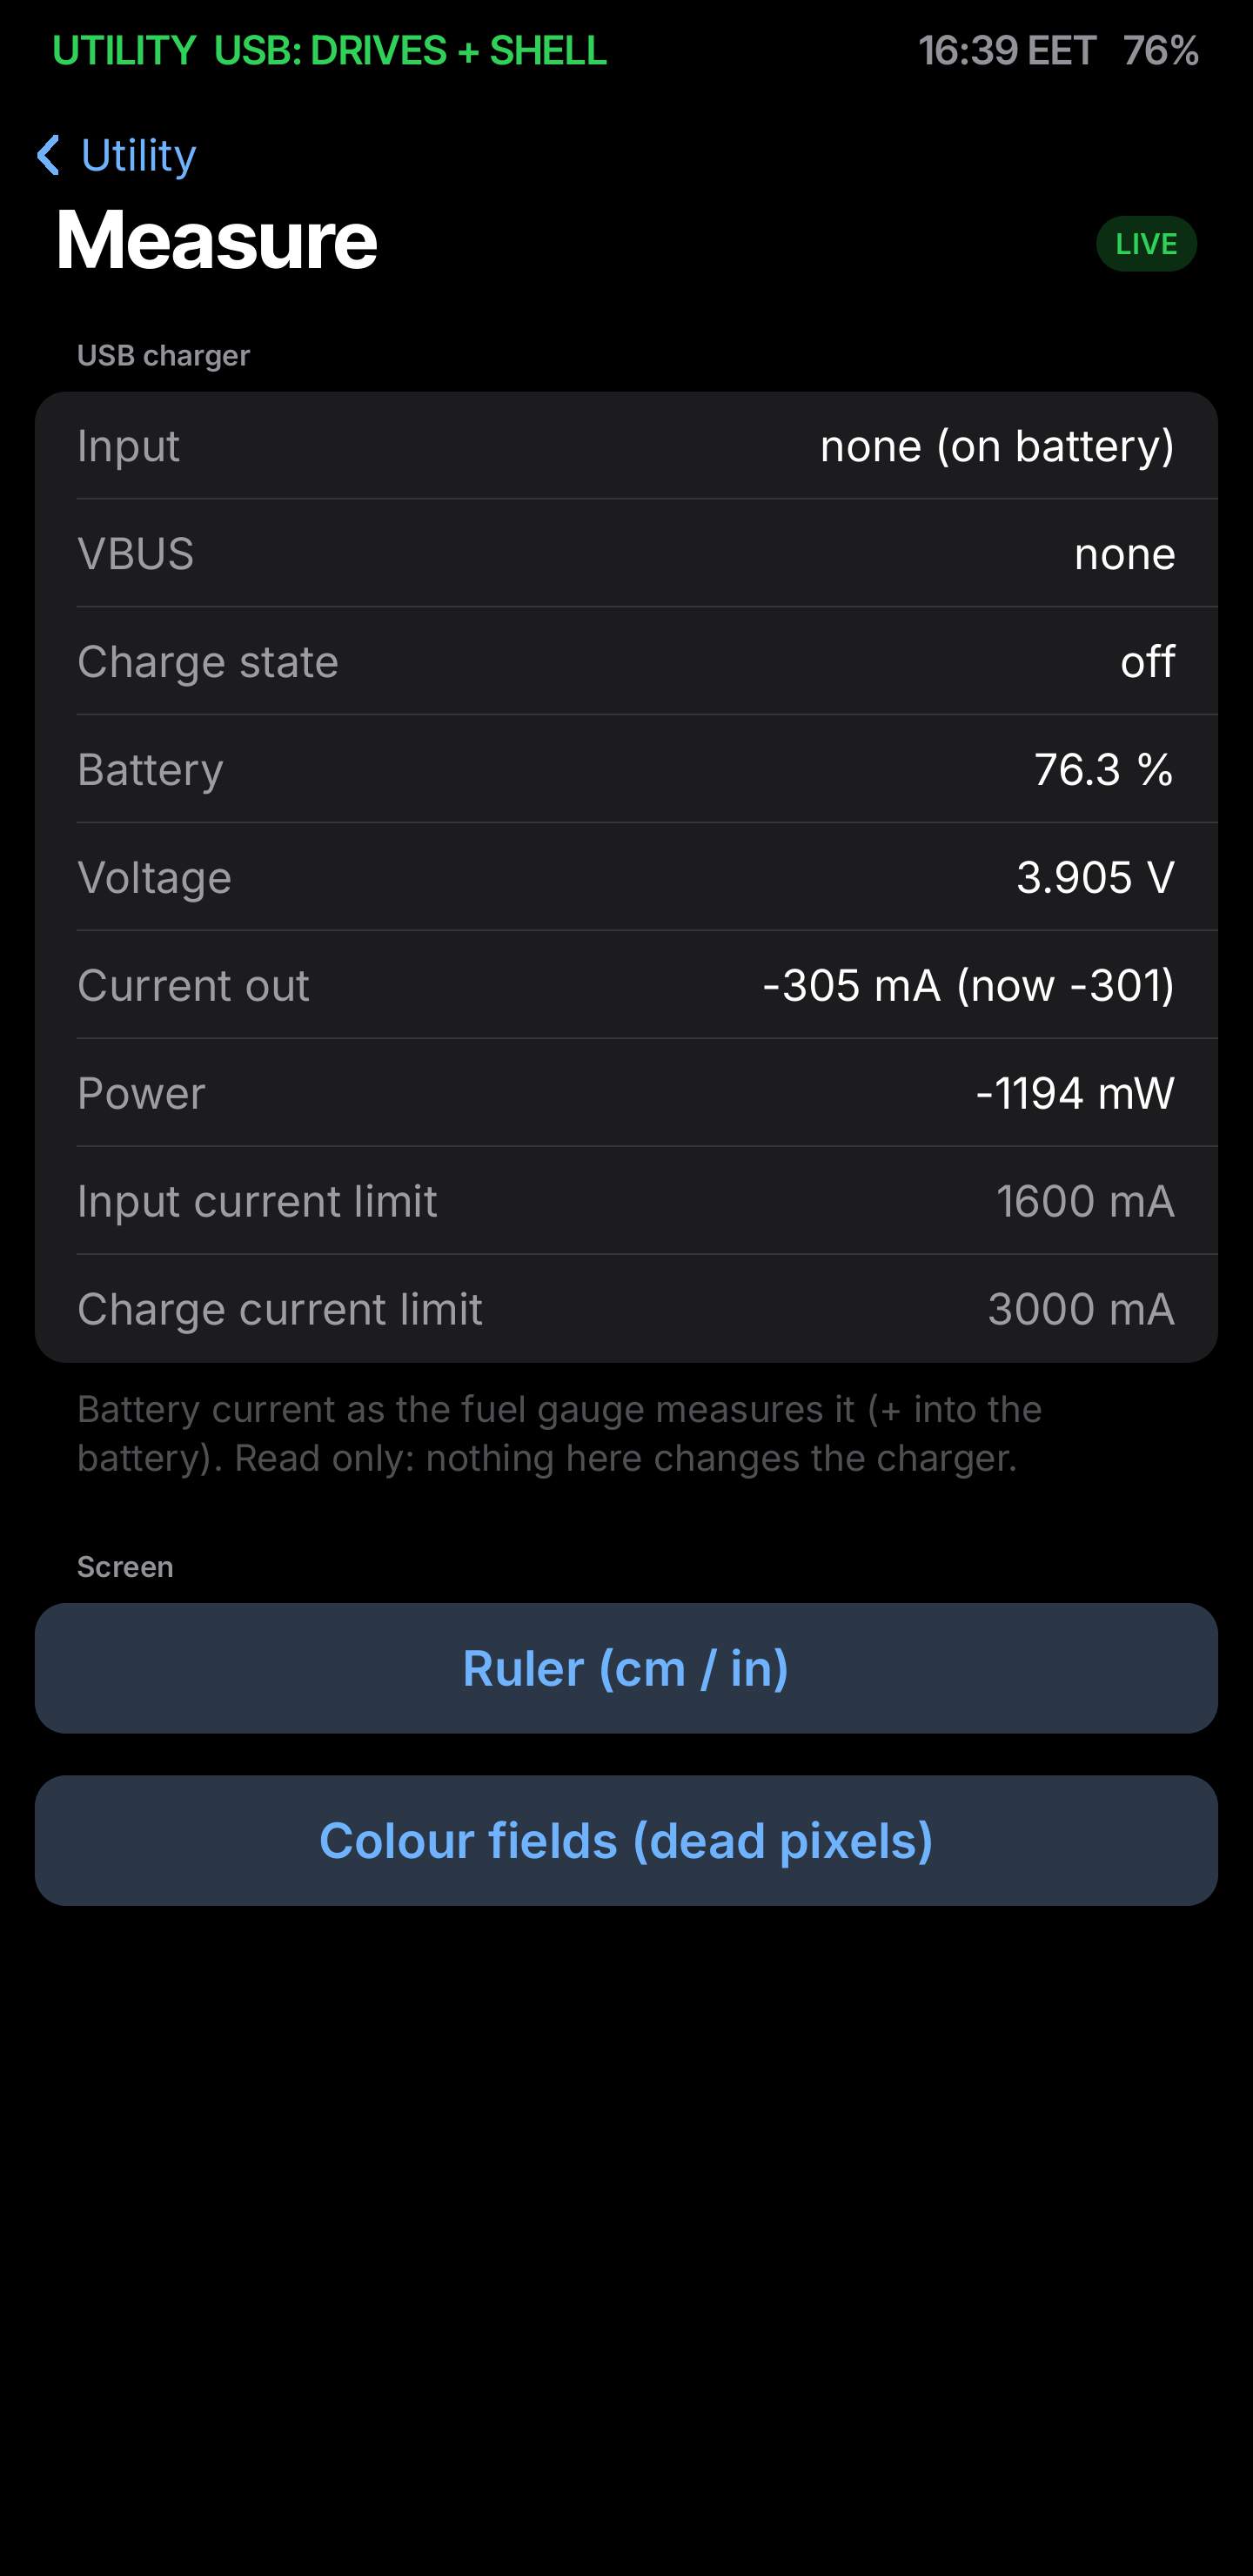 UTILITY USB: DRIVES + SHELL 16:39 EET 76%
Utility
Measure LIVE
USB charger
Input none (on battery)
VBUS none
Charge state off
Battery 76.3 %
Voltage 3.905 V
Current out -305 mA (now -301)
Power -1194 mW
Input current limit 1600 mA
Charge current limit 3000 mA
Battery current as the fuel gauge measures it (+ into the
battery). Read only: nothing here changes the charger.
Screen
Ruler (cm / in)
Colour fields (dead pixels)